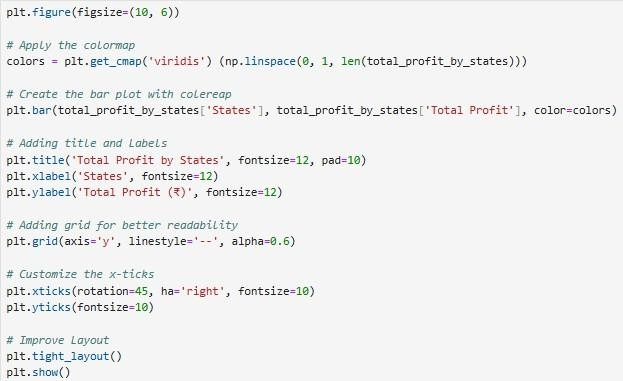 plt.figure(figsize=(10, 6))
# Apply the colormap
colors = plt.get_cmap('viridis') (np.linspace(0, 1, len(total_profit_by_states)))
# Create the bar plot with colereap
plt.bar(total_profit_by_states['States'], total_profit_by_states['Total Profit'], color=colors)
# Adding title and Labels
plt.title('Total Profit by States', fontsize=12, pad=10)
plt.xlabel('States', fontsize=12)
plt.ylabel('Total Profit (₹)', fontsize=12)
# Adding grid for better readability
plt.grid(axis='y', linestyle='--', alpha=0.6)
# Customize the x-ticks
plt.xticks(rotation=45, ha='right', fontsize=10)
plt.yticks(fontsize=10)
# Improve Layout
plt.tight_layout()
plt.show()